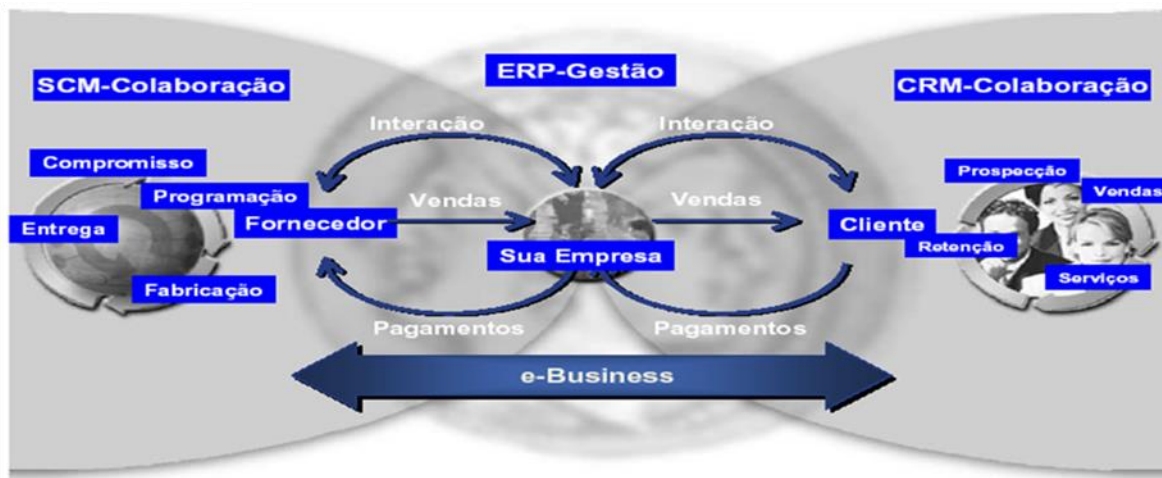 SCM-Colaboração
ERP-Gestão
CRM-Colaboração
Interação
Interação
Compromisso
Programação
Entrega
Fornecedor
Fabricação
Vendas
Sua Empresa
Vendas
Cliente
Prospecção
Vendas
Retenção
Serviços
Pagamentos
Pagamentos
e-Business